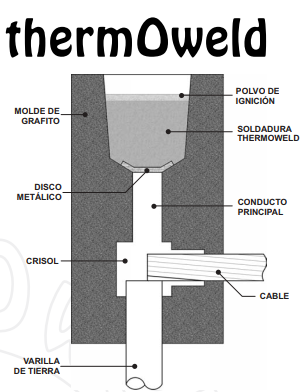 thermOweld
POLVO DE
IGNICIÓN
MOLDE DE
GRAFITO
SOLDADURA
THERMOWELD
DISCO
METÁLICO
CONDUCTO
PRINCIPAL
CRISOL
CABLE
VARILLA
DE TIERRA